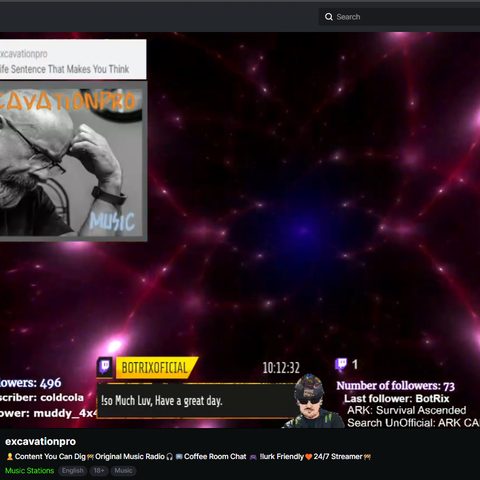 Search
xcavationpro
ife Sentence That Makes You Think
CAVATIONPRO
MUSIC
BOTRIXOFICIAL
10:12:32
1
!so Much Luv, Have a great day.
lowers: 496
scriber: coldcola
ower: muddy_4x4
Number of followers: 73
Last follower: BotRix
ARK: Survival Ascended
Search UnOfficial: ARK CA
excavationpro
Content You Can Dig Original Music Radio Coffee Room Chat !lurk Friendly 24/7 Streamer
Music Stations English 18+ Music